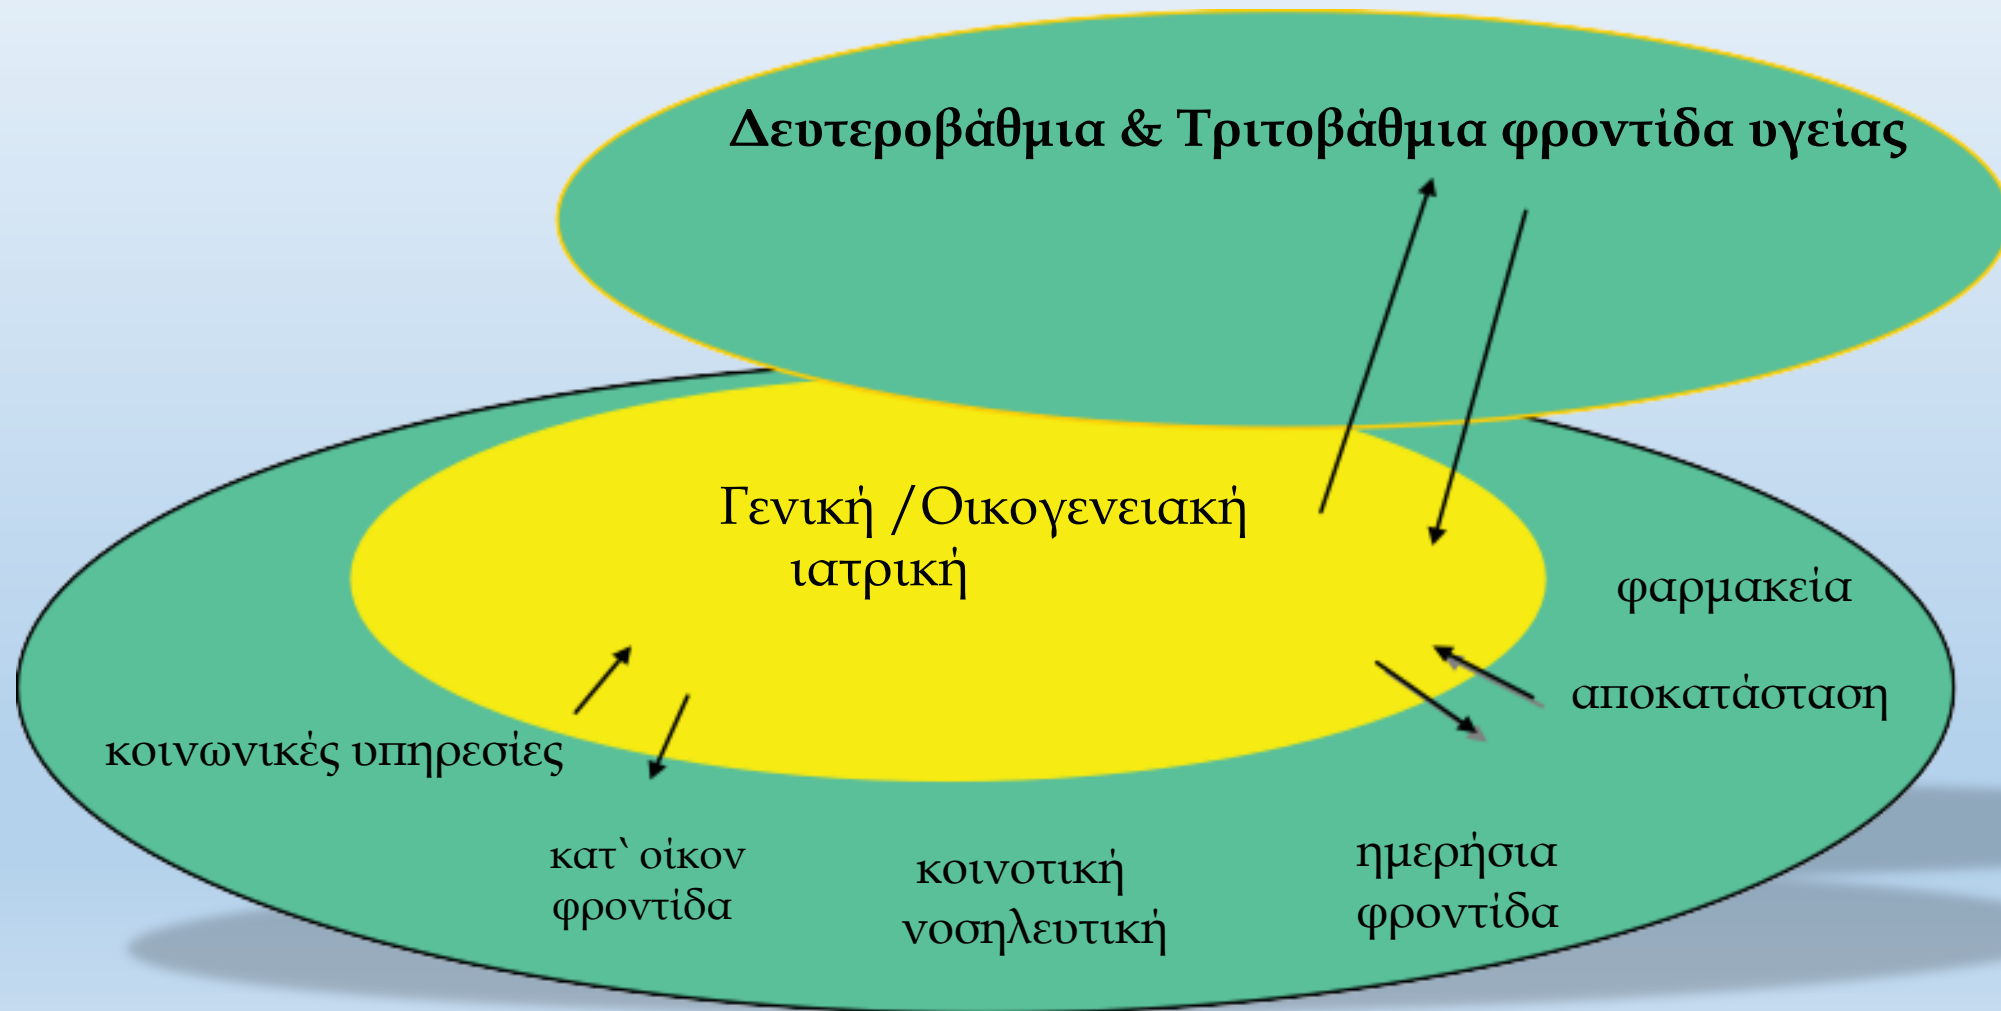 Δευτεροβάθμια & Τριτοβάθμια φροντίδα υγείας
Γενική /Οικογενειακή
ιατρική
φαρμακεία
αποκατάσταση
κοινωνικές υπηρεσίες
κατ` οίκον
φροντίδα
κοινοτική
νοσηλευτική
ημερήσια
φροντίδα